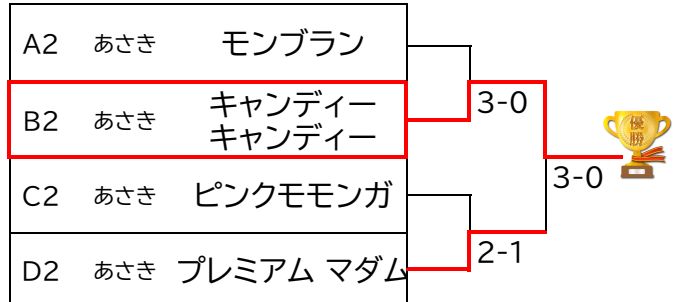 A2 あさき モンブラン
B2 あさき キャンディー
キャンディー
C2 あさき ピンクモモンガ
D2 あさき プレミアム マダム
3-0
2-1
3-0
優勝